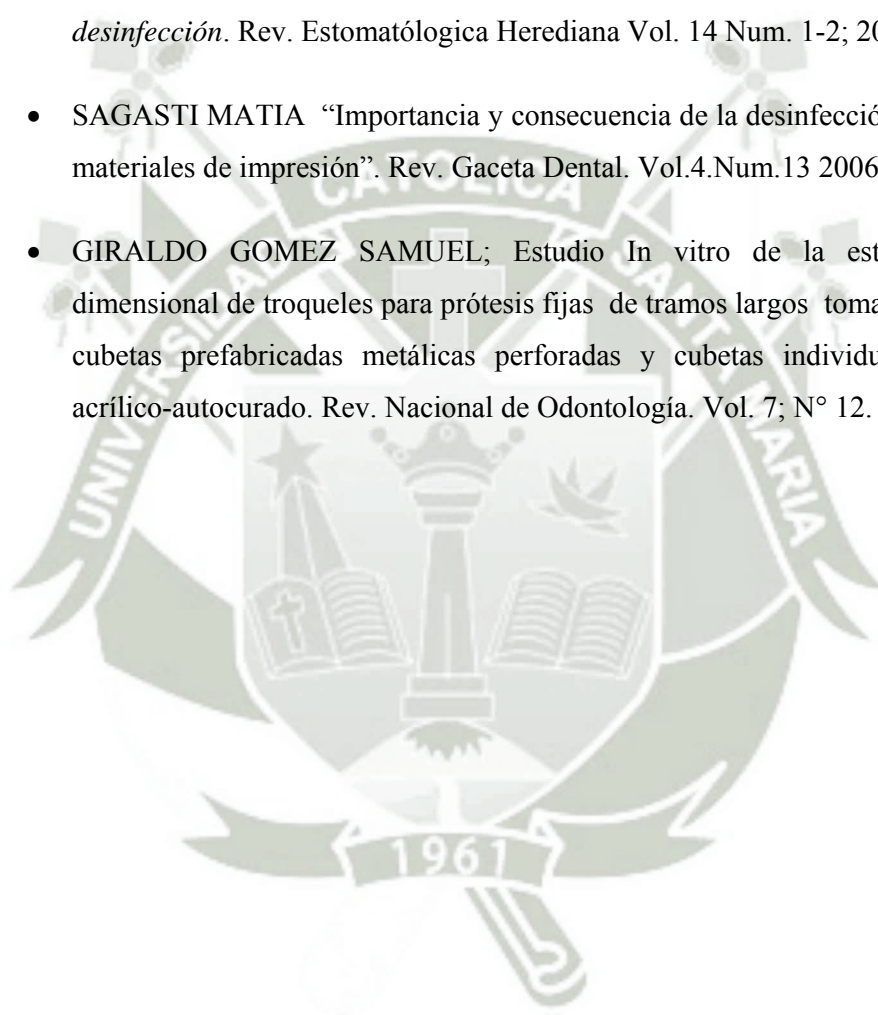 desinfección. Rev. Estomatólogica Herediana Vol. 14 Num. 1-2; 20
• SAGASTI MATIA “Importancia y consecuencia de la desinfecció
materiales de impresión”. Rev. Gaceta Dental. Vol.4.Num.13 2006
• GIRALDO GOMEZ SAMUEL; Estudio In vitro de la est
dimensional de troqueles para prótesis fijas de tramos largos toma
cubetas prefabricadas metálicas perforadas y cubetas individu
acrílico-autocurado. Rev. Nacional de Odontología. Vol. 7; N° 12.
UNIVERSIDAD CATOLICA SANTA MARIA
1961